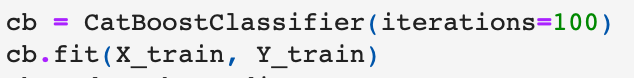 cb = CatBoostClassifier(iterations=100)
cb.fit(X_train, Y_train)